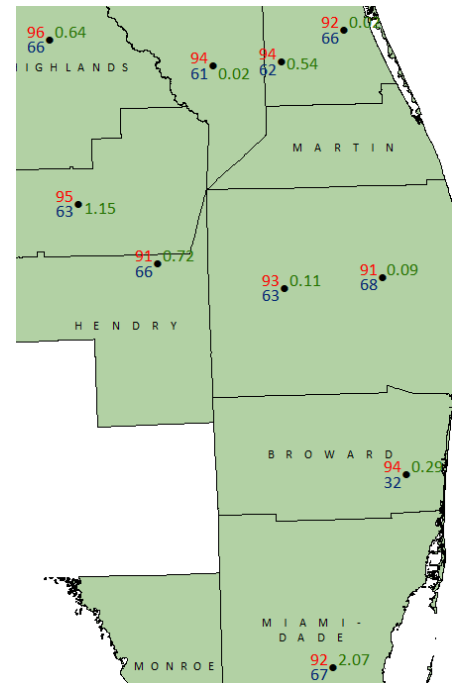 96 0.64
66
HIGHLANDS
94
61 0.02
94
62 0.54
92
66
MARTIN
95
63 1.15
91 0.72
66
93 0.11
63
91 0.09
68
HENDRY
BROWARD
94 0.29
32
MIAMI-
DADE
92 2.07
67
MONROE